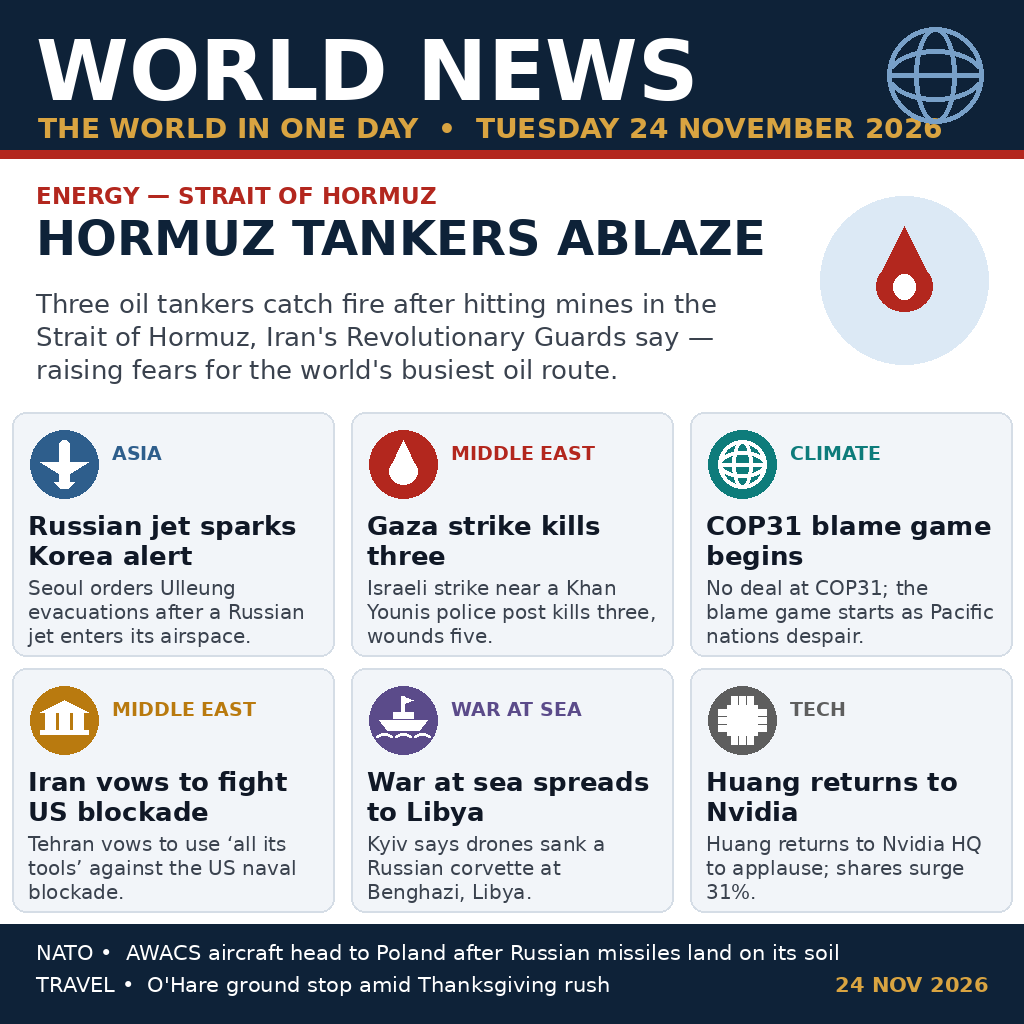 WORLD NEWS
THE WORLD IN ONE DAY • TUESDAY 24 NOVEMBER 2026
ENERGY — STRAIT OF HORMUZ
HORMUZ TANKERS ABLAZE
Three oil tankers catch fire after hitting mines in the
Strait of Hormuz, Iran's Revolutionary Guards say —
raising fears for the world's busiest oil route.
ASIA
Russian jet sparks
Korea alert
Seoul orders Ulleung
evacuations after a Russian
jet enters its airspace.
MIDDLE EAST
Gaza strike kills
three
Israeli strike near a Khan
Younis police post kills three,
wounds five.
CLIMATE
COP31 blame game
begins
No deal at COP31; the
blame game starts as Pacific
nations despair.
MIDDLE EAST
Iran vows to fight
US blockade
Tehran vows to use ‘all its
tools’ against the US naval
blockade.
WAR AT SEA
War at sea spreads
to Libya
Kyiv says drones sank a
Russian corvette at
Benghazi, Libya.
TECH
Huang returns to
Nvidia
Huang returns to Nvidia HQ
to applause; shares surge
31%.
NATO • AWACS aircraft head to Poland after Russian missiles land on its soil
TRAVEL • O'Hare ground stop amid Thanksgiving rush
24 NOV 2026